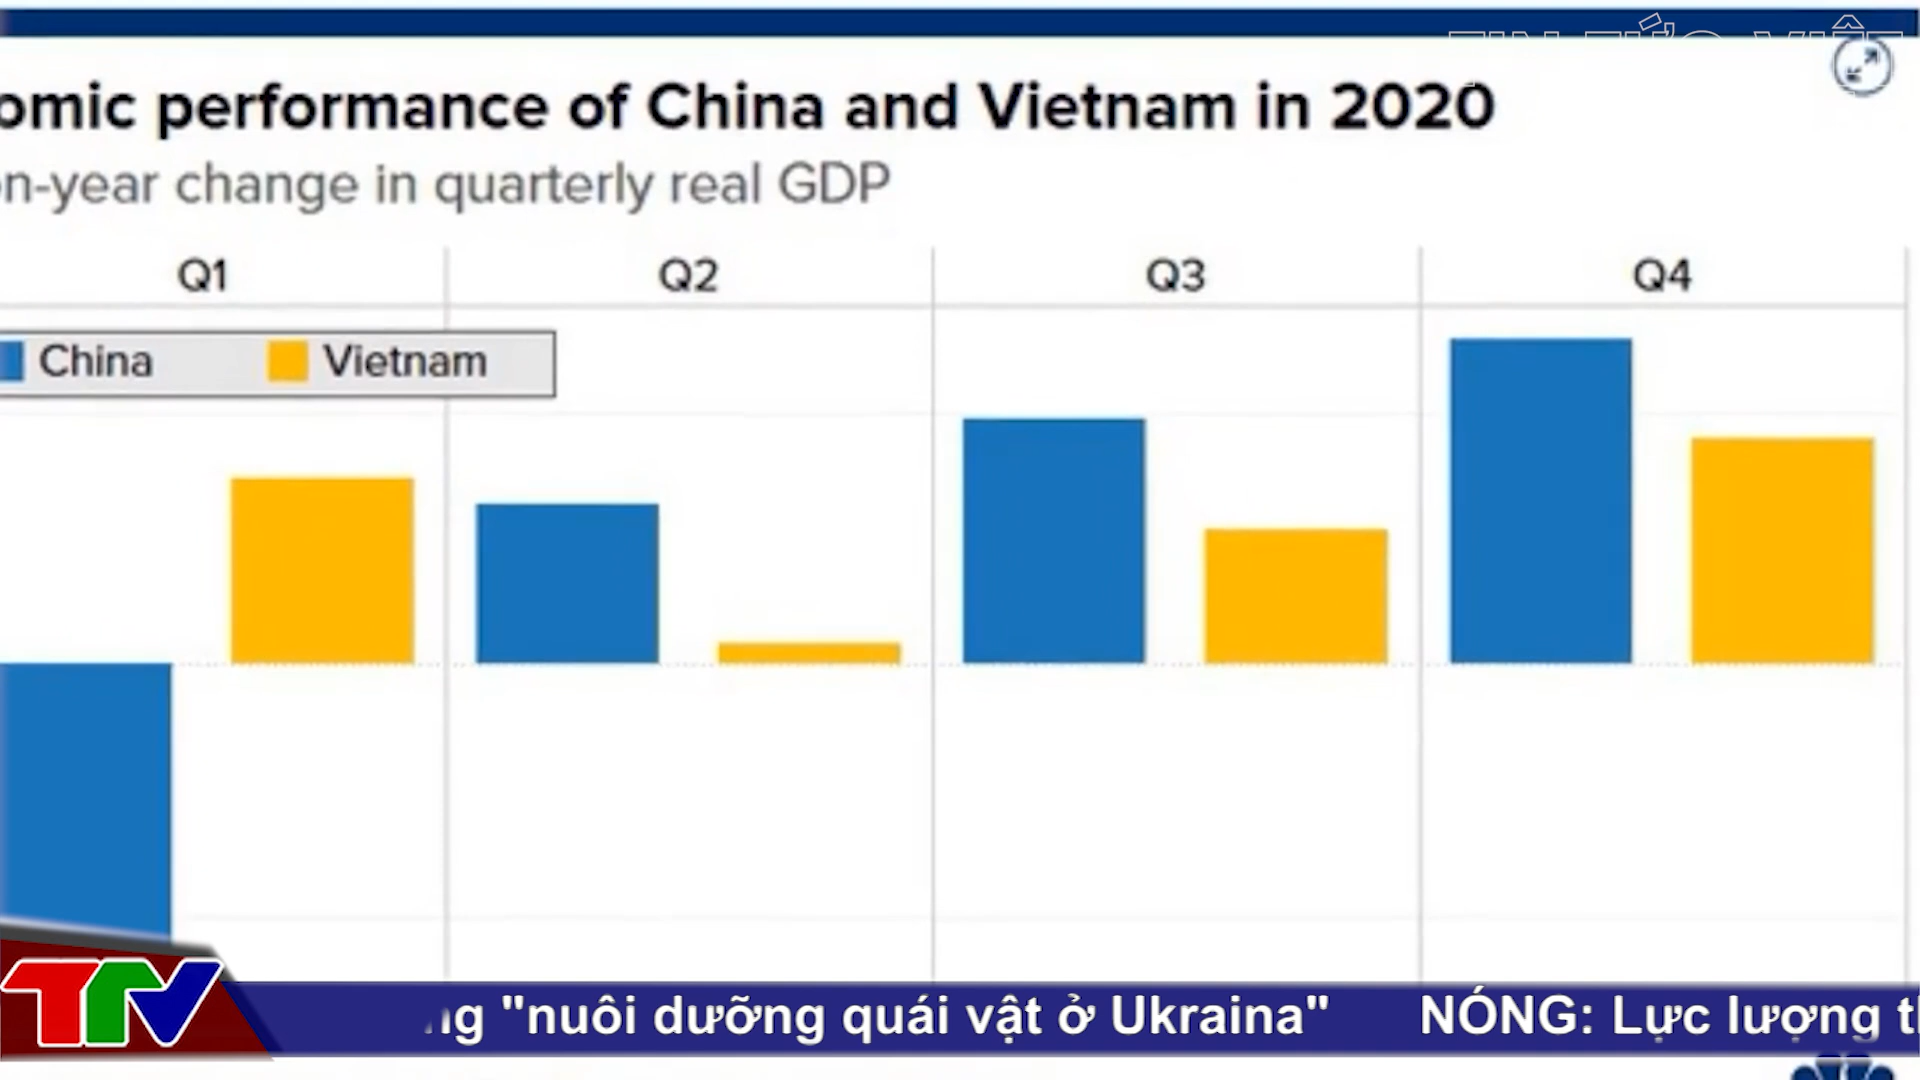 omic performance of China and Vietnam in 2020
n-year change in quarterly real GDP
Q1 Q2 Q3 Q4
China Vietnam
TTV
ng "nuôi dưỡng quái vật ở Ukraina" NÓNG: Lực lượng t